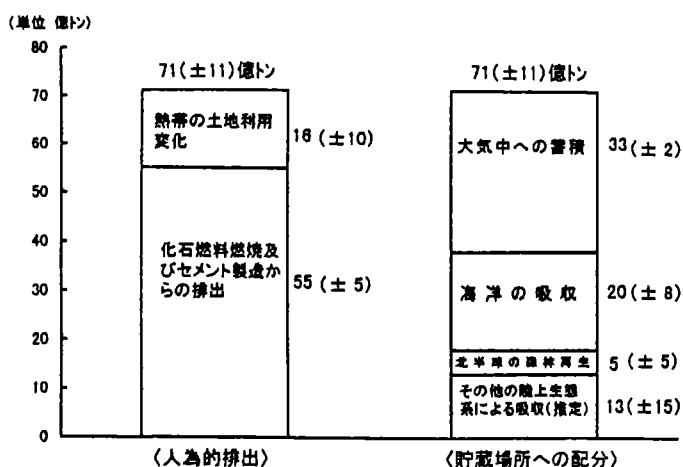 (単位 億トン)
80
70
60
50
40
30
20
10
0
71(±11)億トン
熱帯の土地利用
変化
16(±10)
化石燃料燃焼及
びセメント製造か
らの排出
55(±5)
〈人為的排出〉
71(±11)億トン
大気中への蓄積
33(±2)
海洋の吸収
20(±8)
北半球の森林再生
5(±5)
その他の陸上生態
系による吸収(推定)
13(±15)
〈貯蔵場所への配分〉